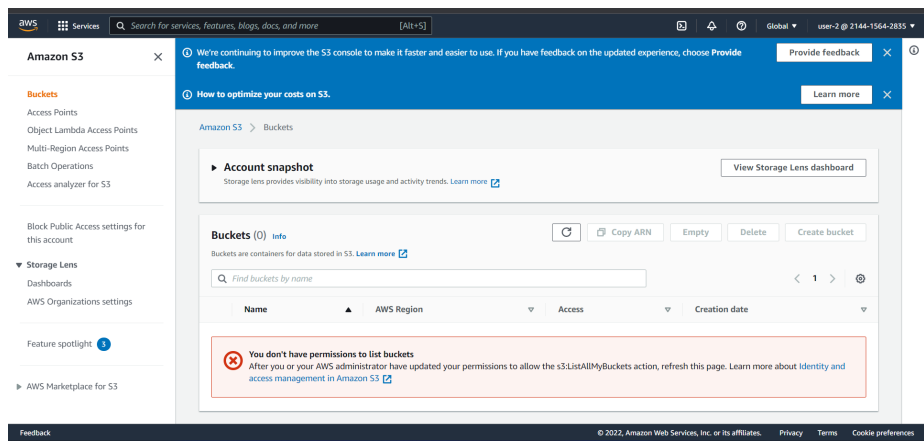 aws
Services
Search for services, features, blogs, docs, and more
[Alt+S]
Global ▼
user-2 @ 2144-1564-2835 ▼
Amazon S3
Buckets
Access Points
Object Lambda Access Points
Multi-Region Access Points
Batch Operations
Access analyzer for S3
Block Public Access settings for
this account
Storage Lens
Dashboards
AWS Organizations settings
Feature spotlight 3
AWS Marketplace for S3
We're continuing to improve the S3 console to make it faster and easier to use. If you have feedback on the updated experience, choose Provide
feedback.
Provide feedback
How to optimize your costs on S3.
Learn more
Amazon S3 > Buckets
Account snapshot
Storage lens provides visibility into storage usage and activity trends. Learn more
View Storage Lens dashboard
Buckets (0) Info
Buckets are containers for data stored in S3. Learn more
Copy ARN
Empty
Delete
Create bucket
Find buckets by name
< 1 >
Name
AWS Region
Access
Creation date
You don't have permissions to list buckets
After you or your AWS administrator have updated your permissions to allow the s3:ListAllMyBuckets action, refresh this page. Learn more about Identity and
access management in Amazon S3
Feedback
© 2022, Amazon Web Services, Inc. or its affiliates.
Privacy
Terms
Cookie preferences